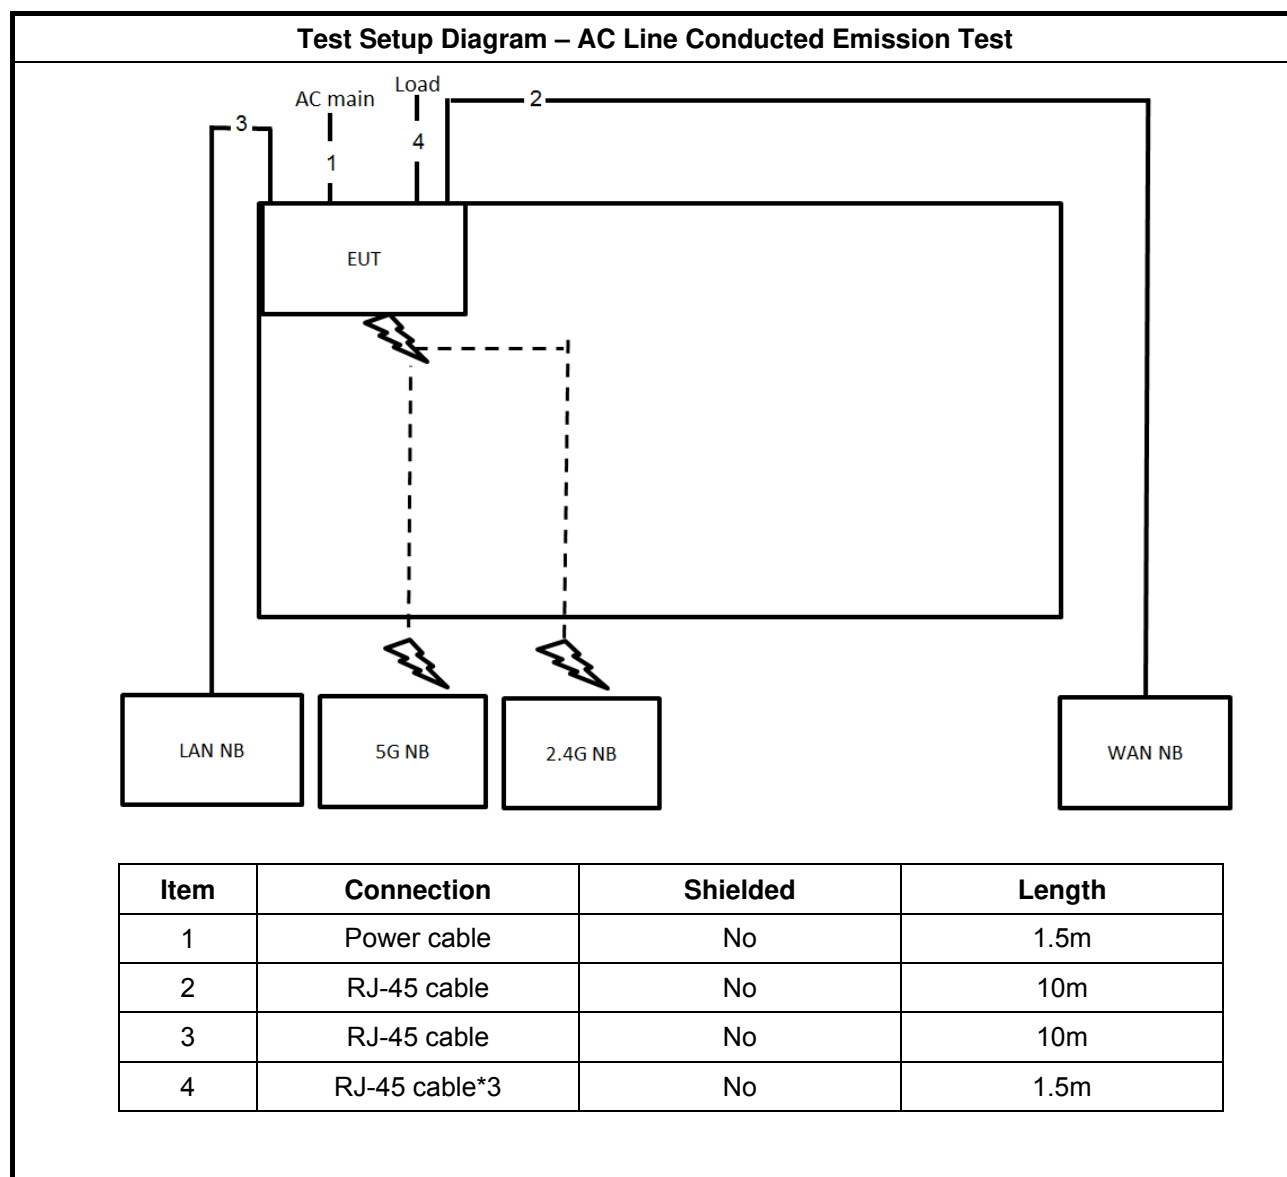 Test Setup Diagram – AC Line Conducted Emission Test
Load
AC main
2
3
4
1
EUT
LAN NB
5G NB
2.4G NB
WAN NB
Item Connection Shielded Length
1 Power cable No 1.5m
2 RJ-45 cable No 10m
3 RJ-45 cable No 10m
4 RJ-45 cable*3 No 1.5m